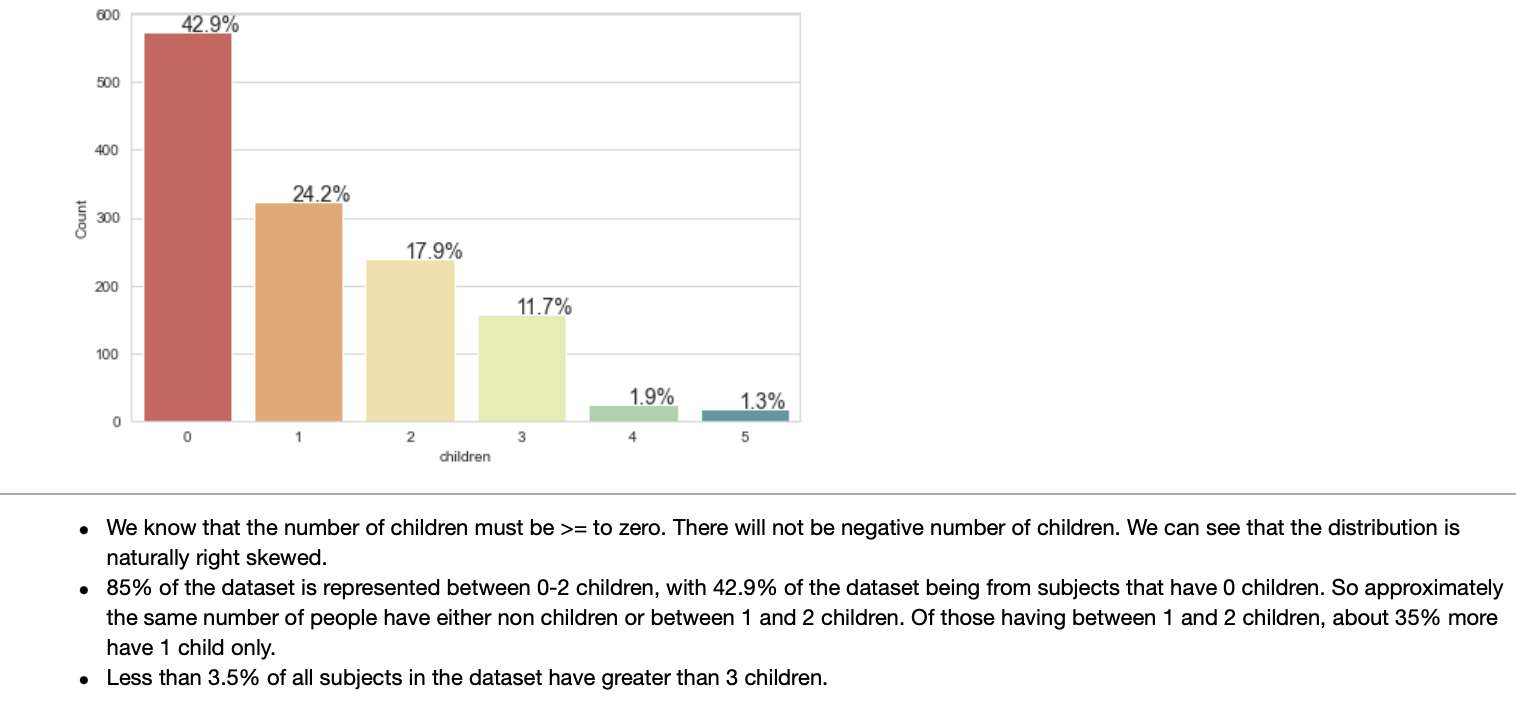 600
42.9%
500
400
24.2%
Count
300
17.9%
200
11.7%
100
1.9%
1.3%
0
0 1 2 3 4 5
children
• We know that the number of children must be >= to zero. There will not be negative number of children. We can see that the distribution is
naturally right skewed.
• 85% of the dataset is represented between 0-2 children, with 42.9% of the dataset being from subjects that have 0 children. So approximately
the same number of people have either non children or between 1 and 2 children. Of those having between 1 and 2 children, about 35% more
have 1 child only.
• Less than 3.5% of all subjects in the dataset have greater than 3 children.